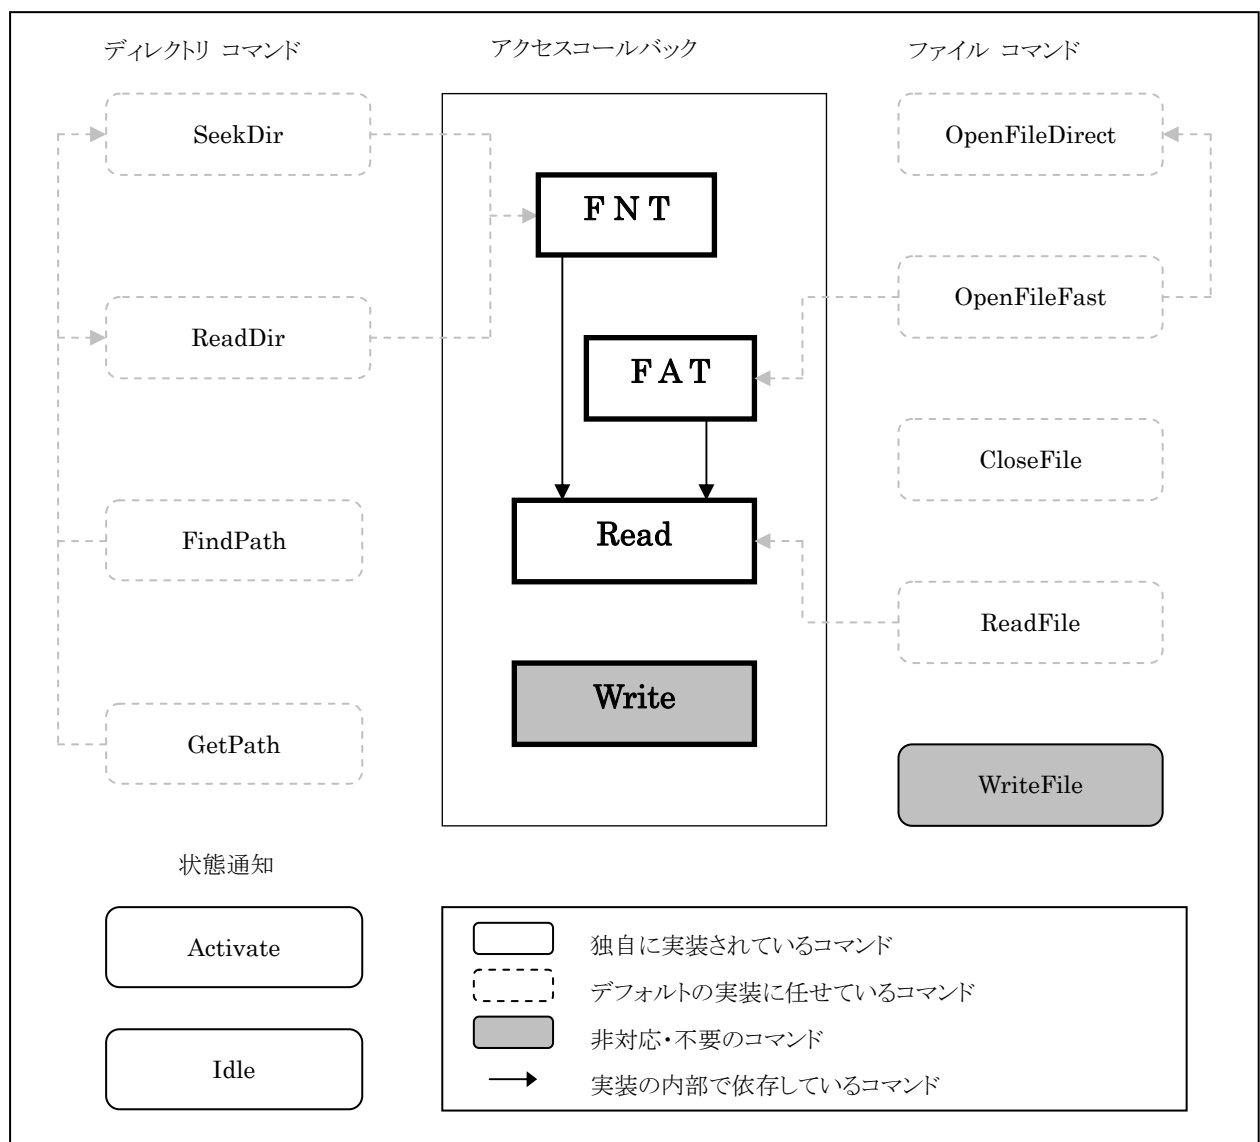 ディレクトリ コマンド
アクセスコールバック
ファイル コマンド
SeekDir
OpenFileDirect
FNT
OpenFileFast
ReadDir
FAT
CloseFile
FindPath
Read
ReadFile
Write
GetPath
WriteFile
状態通知
Activate
Idle
独自に実装されているコマンド
デフォルトの実装に任せているコマンド
非対応・不要のコマンド
実装の内部で依存しているコマンド